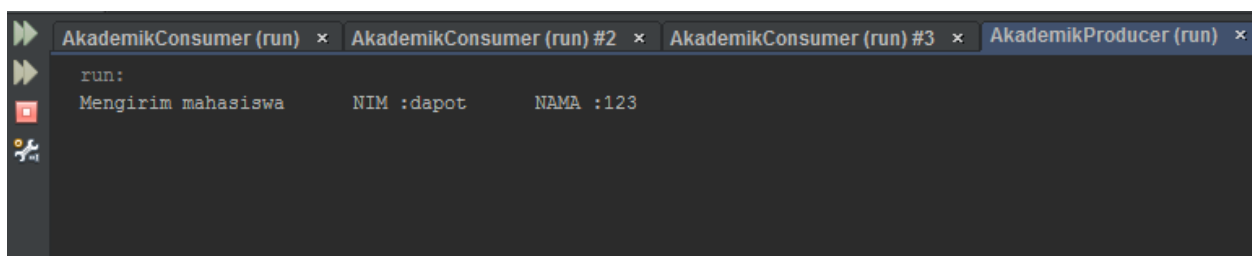 AkademikConsumer (run) × AkademikConsumer (run) #2 × AkademikConsumer (run) #3 × AkademikProducer (run) ×
run:
Mengirim mahasiswa NIM :dapot NAMA :123